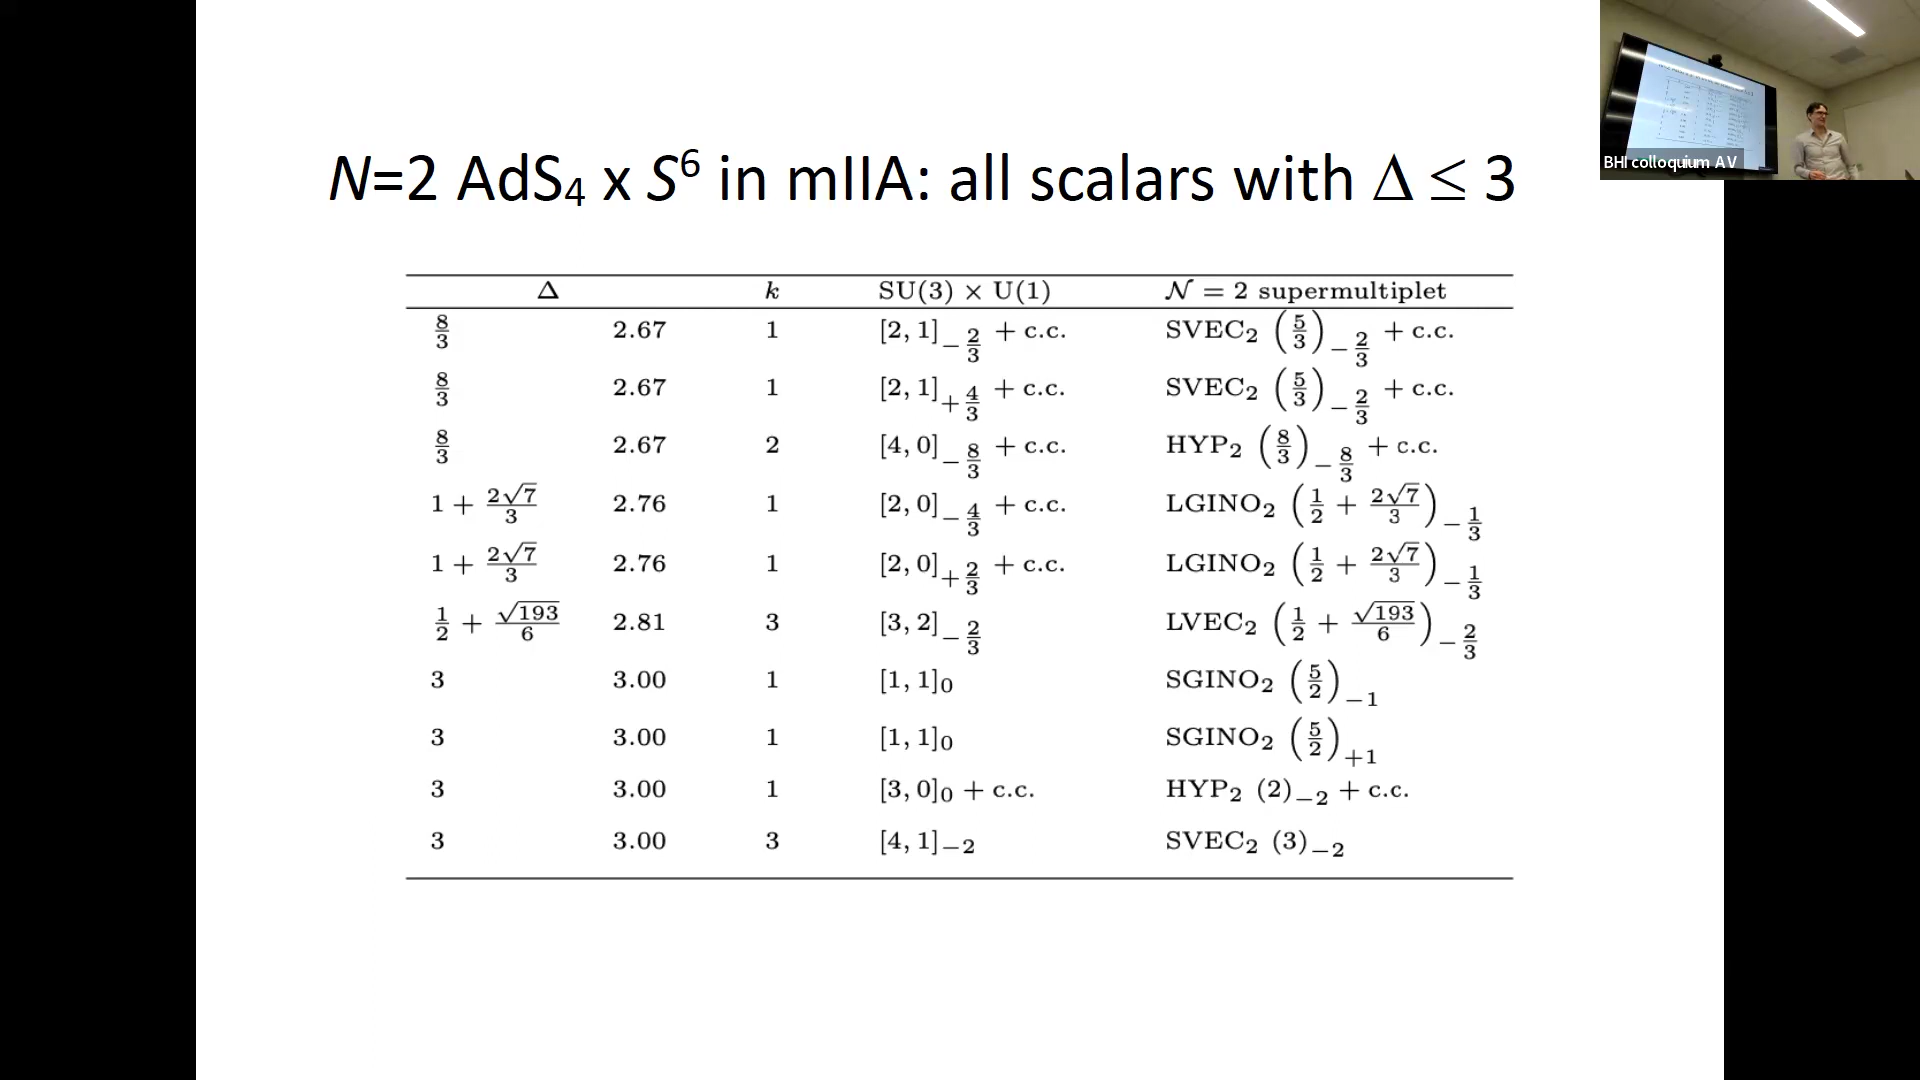 BHI colloquium AV
N=2 AdS₄ x S⁶ in mIIA: all scalars with Δ ≤ 3
Δ k SU(3) × U(1) 𝒩 = 2 supermultiplet
8/3 2.67 1 [2, 1]_{−2/3} + c.c. SVEC₂ (5/3)_{−2/3} + c.c.
8/3 2.67 1 [2, 1]_{+4/3} + c.c. SVEC₂ (5/3)_{−2/3} + c.c.
8/3 2.67 2 [4, 0]_{−8/3} + c.c. HYP₂ (8/3)_{−8/3} + c.c.
1 + 2√7/3 2.76 1 [2, 0]_{−4/3} + c.c. LGINO₂ (1/2 + 2√7/3)_{−1/3}
1 + 2√7/3 2.76 1 [2, 0]_{+2/3} + c.c. LGINO₂ (1/2 + 2√7/3)_{−1/3}
1/2 + √193/6 2.81 3 [3, 2]_{−2/3} LVEC₂ (1/2 + √193/6)_{−2/3}
3 3.00 1 [1, 1]₀ SGINO₂ (5/2)_{−1}
3 3.00 1 [1, 1]₀ SGINO₂ (5/2)_{+1}
3 3.00 1 [3, 0]₀ + c.c. HYP₂ (2)_{−2} + c.c.
3 3.00 3 [4, 1]_{−2} SVEC₂ (3)_{−2}